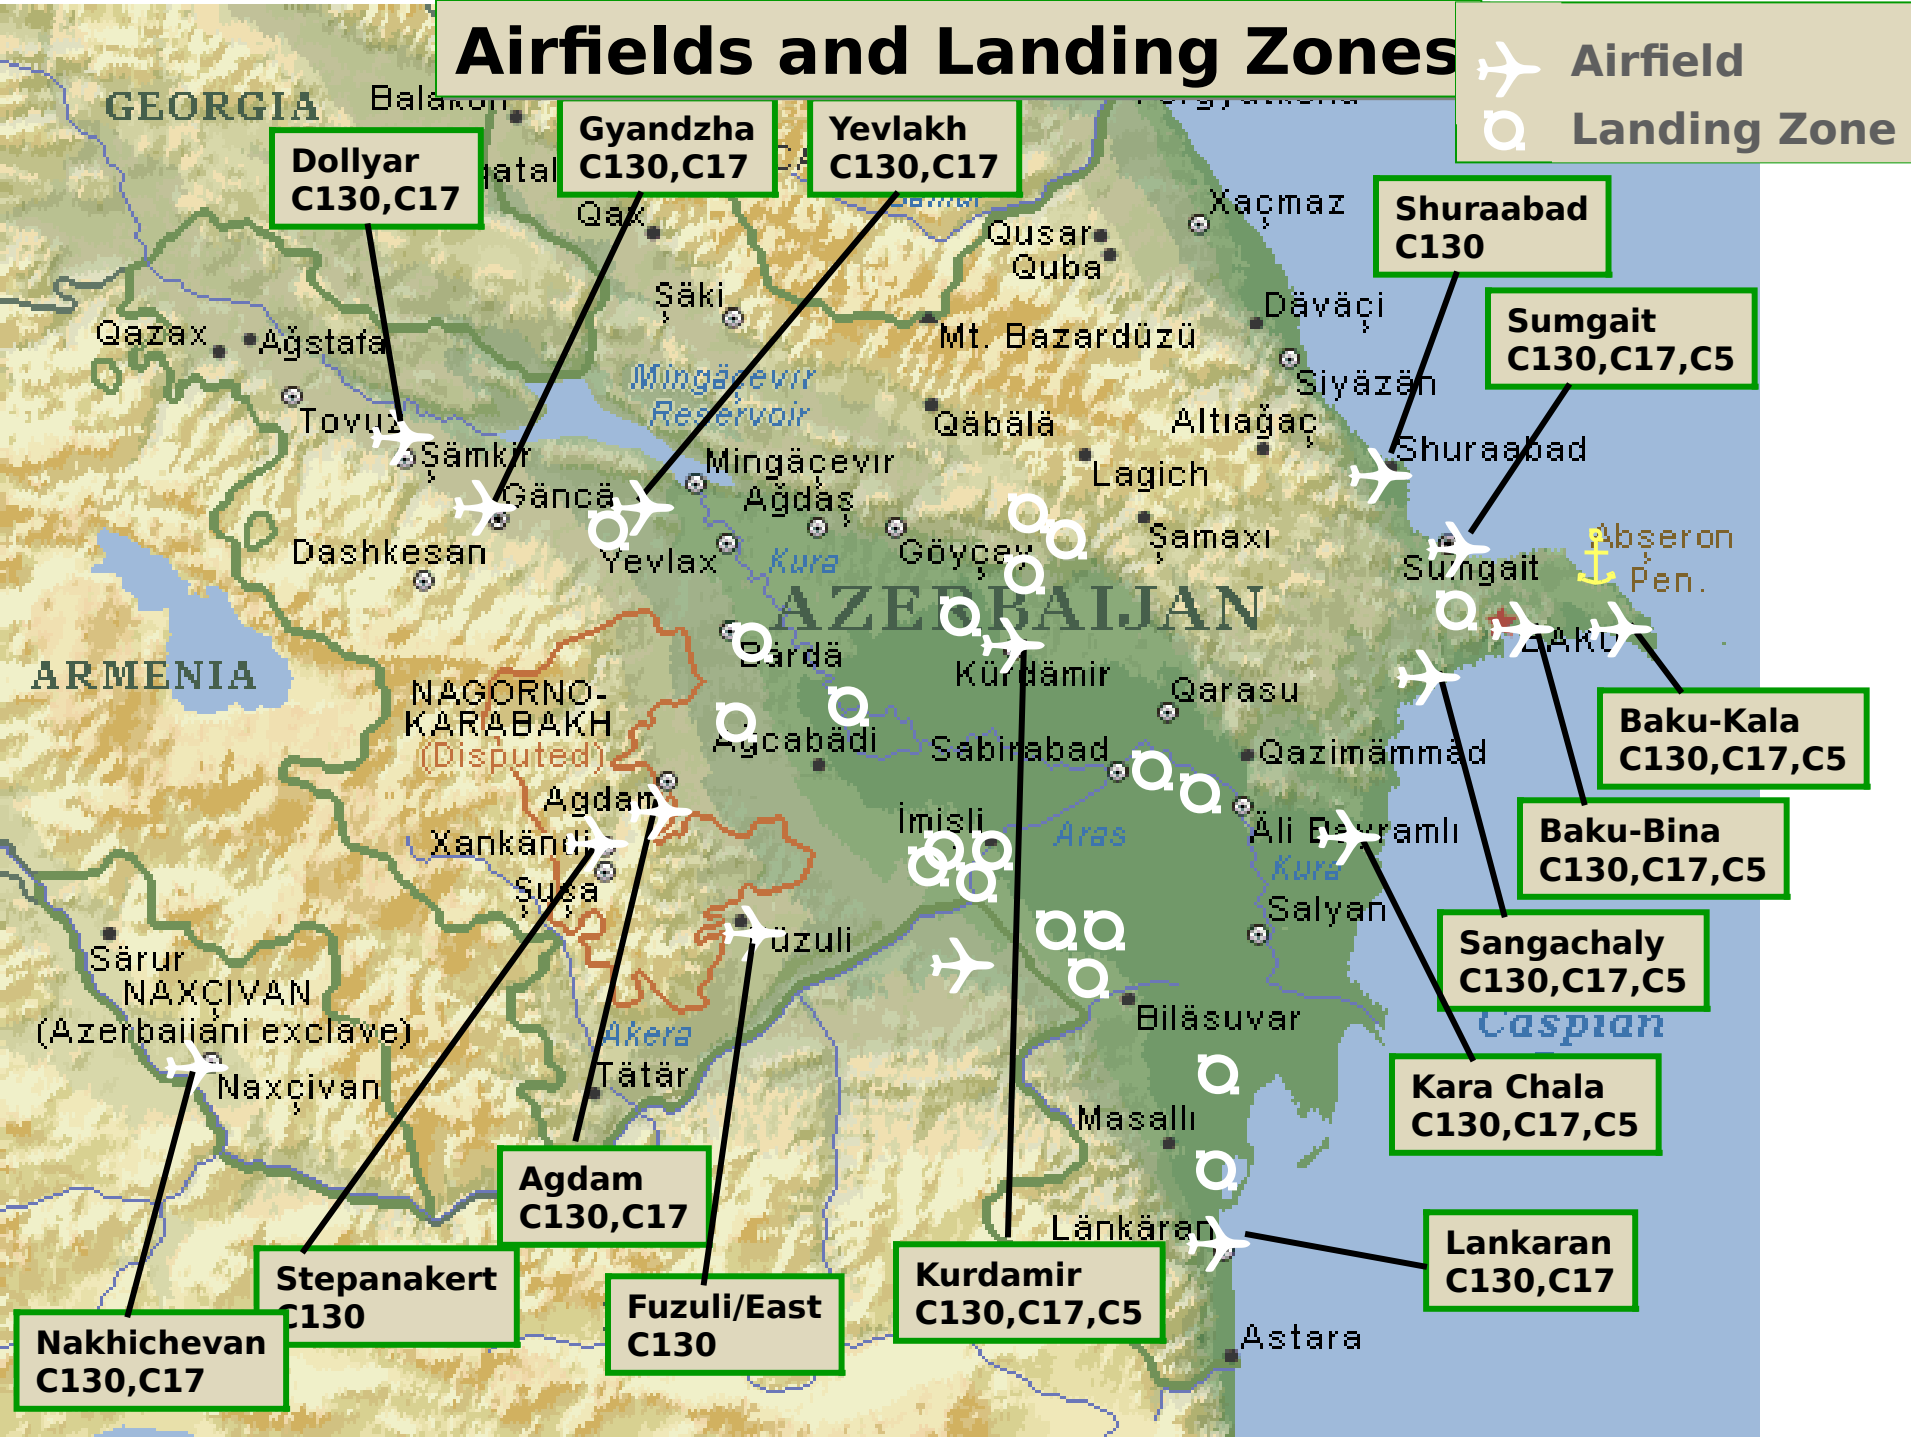 Airfields and Landing Zones
Airfield
Landing Zone
GEORGIA
Dollyar
C130,C17
Gyandzha
C130,C17
Yevlakh
C130,C17
Shuraabad
C130
Sumgait
C130,C17,C5
Qax
Xaçmaz
Qusar
Quba
Şäki
Däväçi
Mt. Bazardüzü
Qazax
Ağstafa
Siyäzän
Mingäçevir
Reservoir
Tovuz
Qäbälä
Altıağaç
Shuraabad
Şämkir
Mingäçevır
Lagich
Gäncä
Ağdaş
Dashkesan
Yevlax
Kura
Göyçay
Şamaxı
Abşeron
Pen.
Sumgait
AZERBAIJAN
BAKU
ARMENIA
Bärdä
Kürdämir
NAGORNO-
KARABAKH
(Disputed)
Ağcabädi
Qarasu
Sabirabad
Qazimämmäd
Baku-Kala
C130,C17,C5
Agdam
Xankändi
Şuşa
İmisli
Aras
Äli Bayramlı
Kura
Baku-Bina
C130,C17,C5
Salyan
Füzuli
Sangachaly
C130,C17,C5
Särur
NAXÇIVAN
(Azerbaijani exclave)
Naxçivan
Akera
Tätär
Biläsuvar
Caspian
Kara Chala
C130,C17,C5
Masallı
Agdam
C130,C17
Länkäran
Lankaran
C130,C17
Stepanakert
C130
Fuzuli/East
C130
Kurdamir
C130,C17,C5
Nakhichevan
C130,C17
Astara